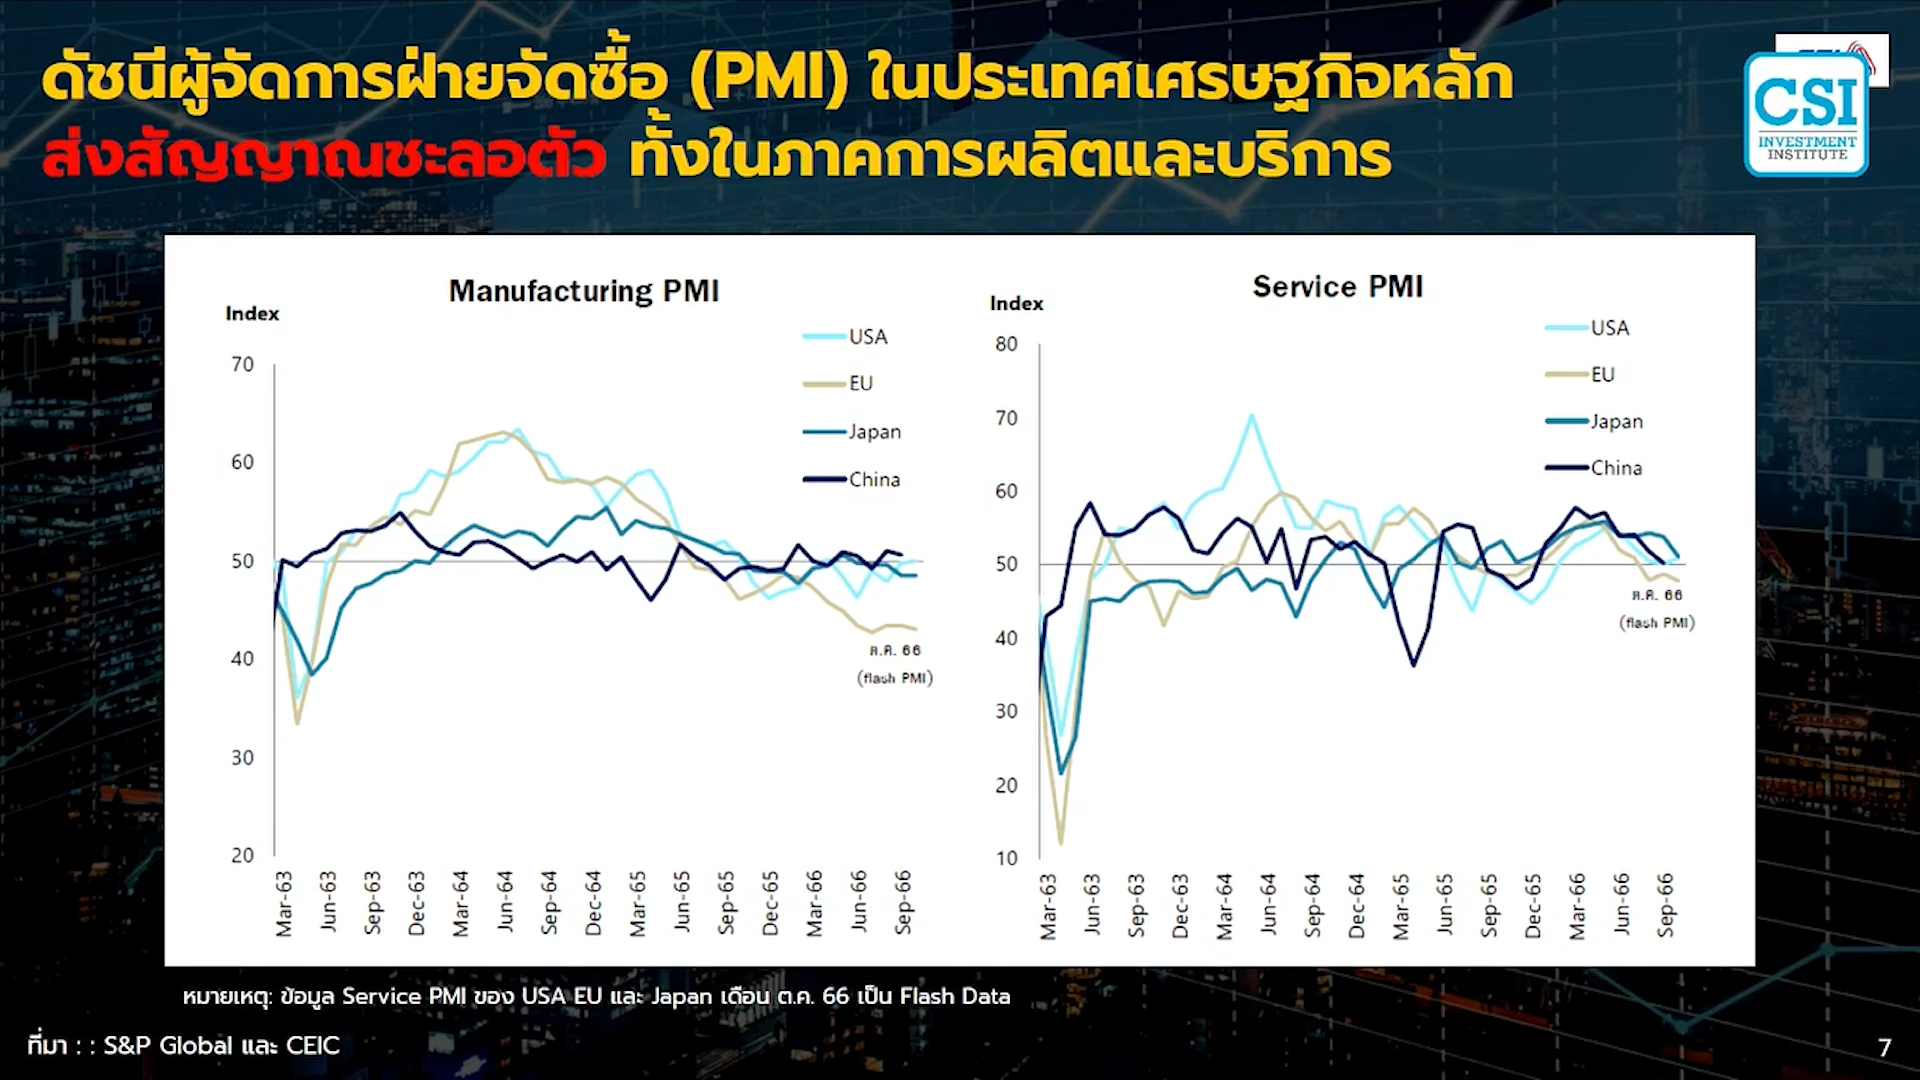 ดัชนีผู้จัดการฝ่ายจัดซื้อ (PMI) ในประเทศเศรษฐกิจหลัก
ส่งสัญญาณชะลอตัว ทั้งในภาคการผลิตและบริการ
CSI
INVESTMENT
INSTITUTE
Manufacturing PMI
Index
USA
EU
Japan
China
70
60
50
40
30
20
ต.ค. 66
(flash PMI)
Mar-63
Jun-63
Sep-63
Dec-63
Mar-64
Jun-64
Sep-64
Dec-64
Mar-65
Jun-65
Sep-65
Dec-65
Mar-66
Jun-66
Sep-66
Service PMI
Index
USA
EU
Japan
China
80
70
60
50
40
30
20
10
ต.ค. 66
(flash PMI)
Mar-63
Jun-63
Sep-63
Dec-63
Mar-64
Jun-64
Sep-64
Dec-64
Mar-65
Jun-65
Sep-65
Dec-65
Mar-66
Jun-66
Sep-66
หมายเหตุ: ข้อมูล Service PMI ของ USA EU และ Japan เดือน ต.ค. 66 เป็น Flash Data
ที่มา : : S&P Global และ CEIC
7